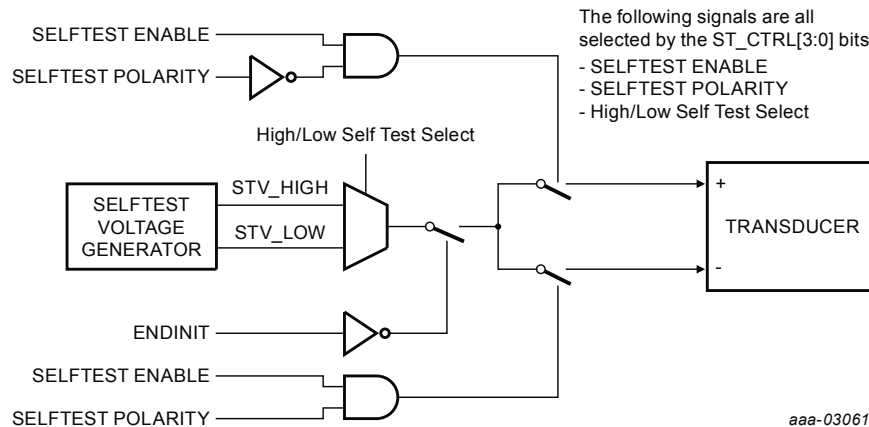 SELFTEST ENABLE
SELFTEST POLARITY
The following signals are all
selected by the ST_CTRL[3:0] bits
- SELFTEST ENABLE
- SELFTEST POLARITY
- High/Low Self Test Select
High/Low Self Test Select
SELFTEST
VOLTAGE
GENERATOR
STV_HIGH
STV_LOW
+
TRANSDUCER
-
ENDINIT
SELFTEST ENABLE
SELFTEST POLARITY
aaa-03061